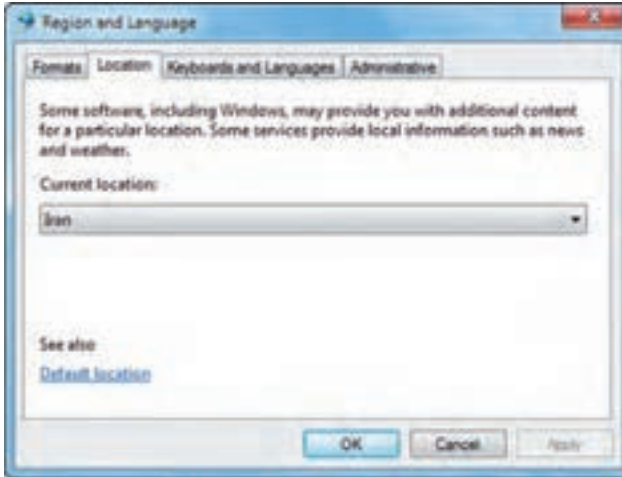 Region and Language
Formats Location Keyboards and Languages Administrative
Some software, including Windows, may provide you with additional content
for a particular location. Some services provide local information such as news
and weather.
Current location:
Iran
See also
Default location
OK Cancel Apply